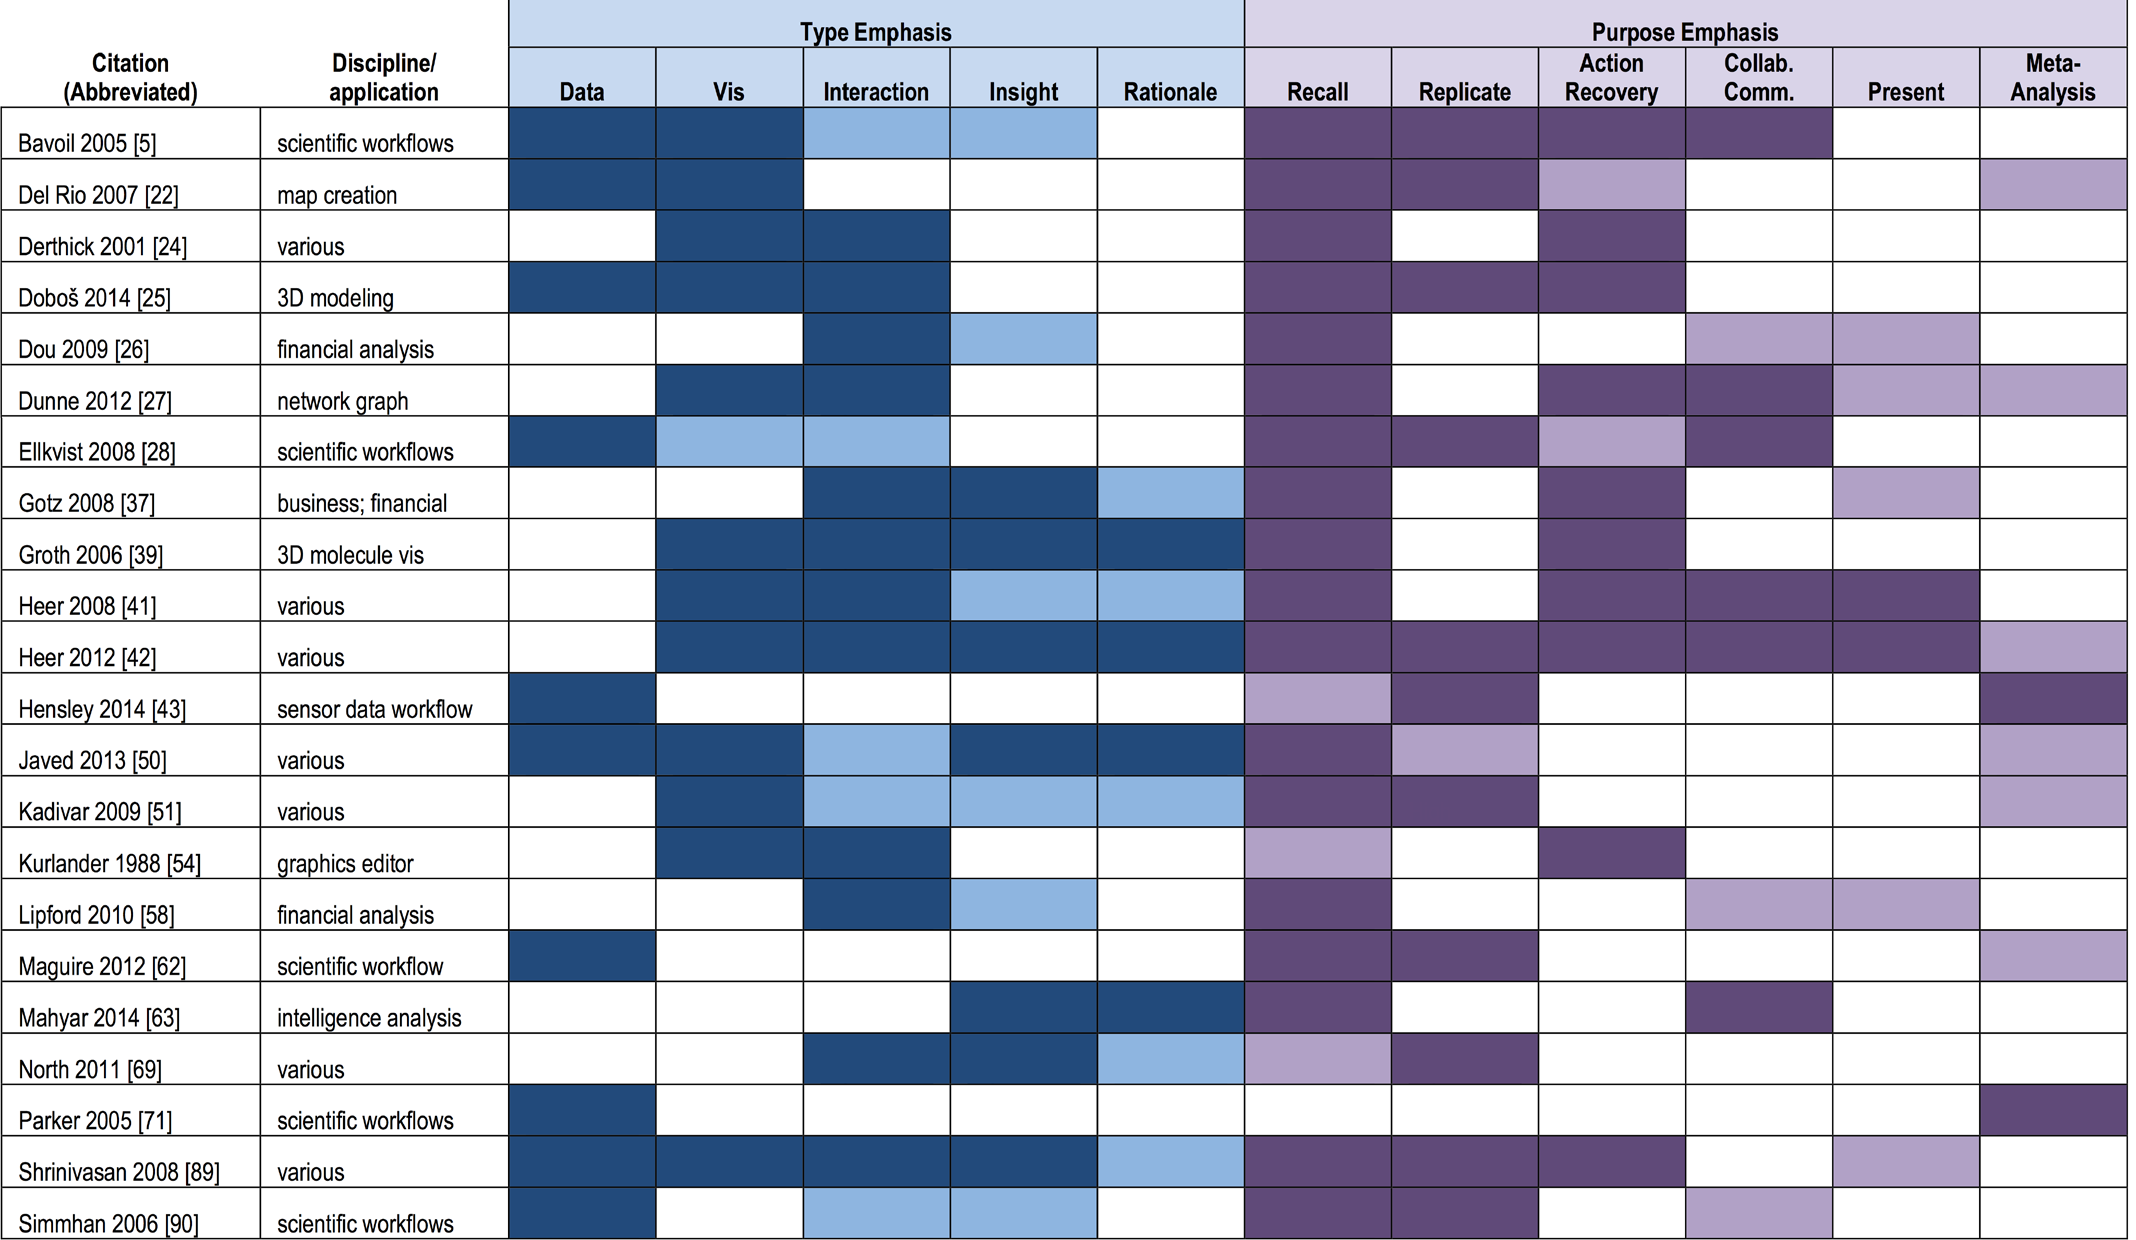 Type Emphasis Purpose Emphasis
Citation Discipline/ Action Collab. Meta-
(Abbreviated) application Data Vis Interaction Insight Rationale Recall Replicate Recovery Comm. Present Analysis
Bavoil 2005 [5] scientific workflows
Del Rio 2007 [22] map creation
Derthick 2001 [24] various
Doboš 2014 [25] 3D modeling
Dou 2009 [26] financial analysis
Dunne 2012 [27] network graph
Ellkvist 2008 [28] scientific workflows
Gotz 2008 [37] business; financial
Groth 2006 [39] 3D molecule vis
Heer 2008 [41] various
Heer 2012 [42] various
Hensley 2014 [43] sensor data workflow
Javed 2013 [50] various
Kadivar 2009 [51] various
Kurlander 1988 [54] graphics editor
Lipford 2010 [58] financial analysis
Maguire 2012 [62] scientific workflow
Mahyar 2014 [63] intelligence analysis
North 2011 [69] various
Parker 2005 [71] scientific workflows
Shrinivasan 2008 [89] various
Simmhan 2006 [90] scientific workflows